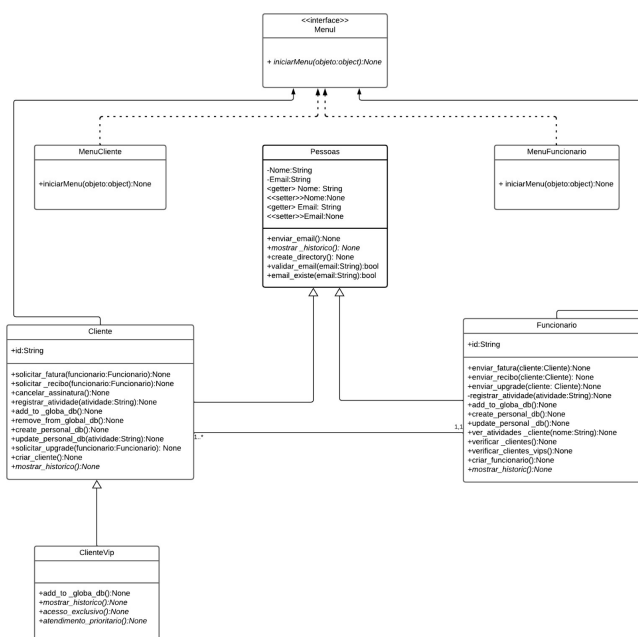 <<interface>>
MenuI
+ iniciarMenu(objeto:object):None
MenuCliente
+iniciarMenu(objeto:object):None
Pessoas
-Nome:String
-Email:String
<getter> Nome: String
<<setter>>Nome:None
<getter> Email: String
<<setter>>Email:None
+enviar_email():None
+mostrar _historico(): None
+create_directory(): None
+validar_email(email:String):bool
+email_existe(email:String):bool
MenuFuncionario
+ iniciarMenu(objeto:object):None
Cliente
+id:String
+solicitar_fatura(funcionario:Funcionario):None
+solicitar _recibo(funcionario:Funcionario):None
+cancelar_assinatura():None
+registrar_atividade(atividade:String):None
+add_to _globa_db():None
+remove_from_global_db():None
+create_personal_db():None
+update_personal_db(atividade:String):None
+solicitar_upgrade(funcionario:Funcionario): None
+criar_cliente():None
+mostrar_historico():None
1..*
1,1
Funcionario
+id:String
+enviar_fatura(cliente:Cliente):None
+enviar_recibo(cliente:Cliente): None
+enviar_upgrade(cliente: Cliente):None
-registrar_atividade(atividade:String):None
+add_to_global_db():None
+create_personal_db():None
+update_personal _db():None
+ver_atividades _cliente(nome:String):None
+verificar _clientes():None
+verificar_clientes_vips():None
+criar_funcionario():None
+mostrar_historic():None
ClienteVip
+add_to _globa_db():None
+mostrar_historico():None
+acesso_exclusivo():None
+atendimento_prioritario():None